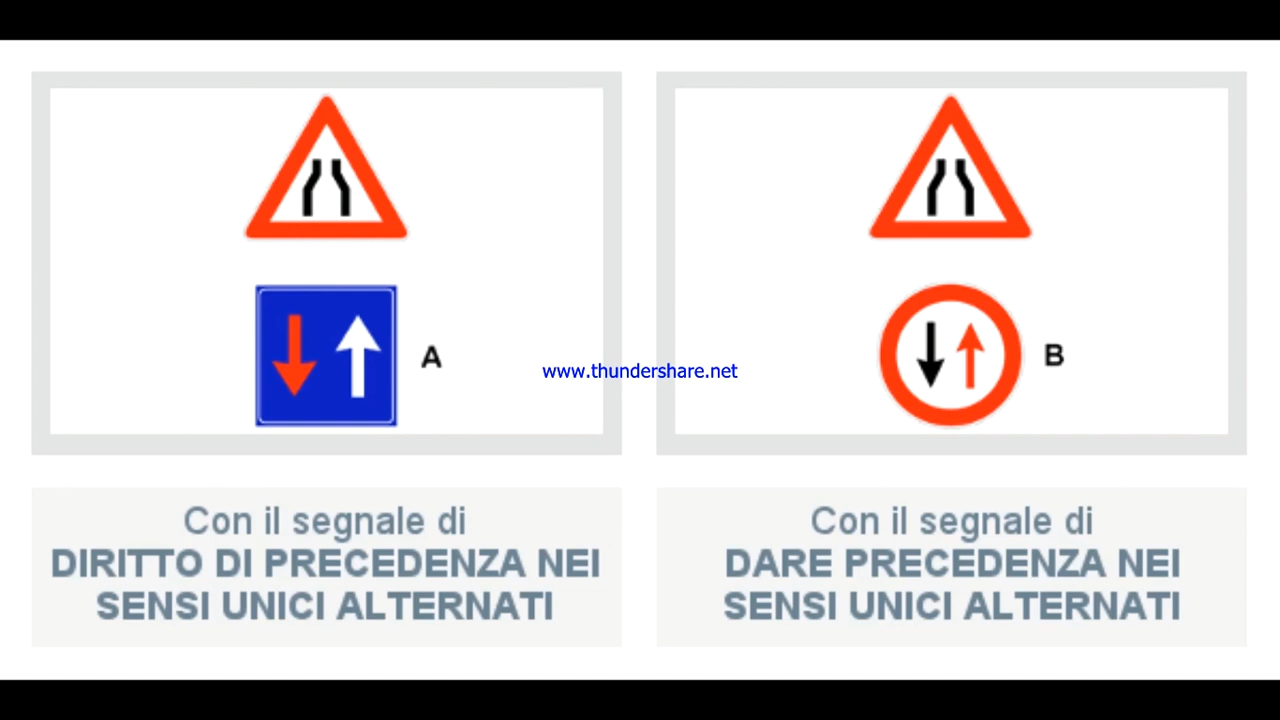 A
B
www.thundershare.net
Con il segnale di
DIRITTO DI PRECEDENZA NEI
SENSI UNICI ALTERNATI
Con il segnale di
DARE PRECEDENZA NEI
SENSI UNICI ALTERNATI